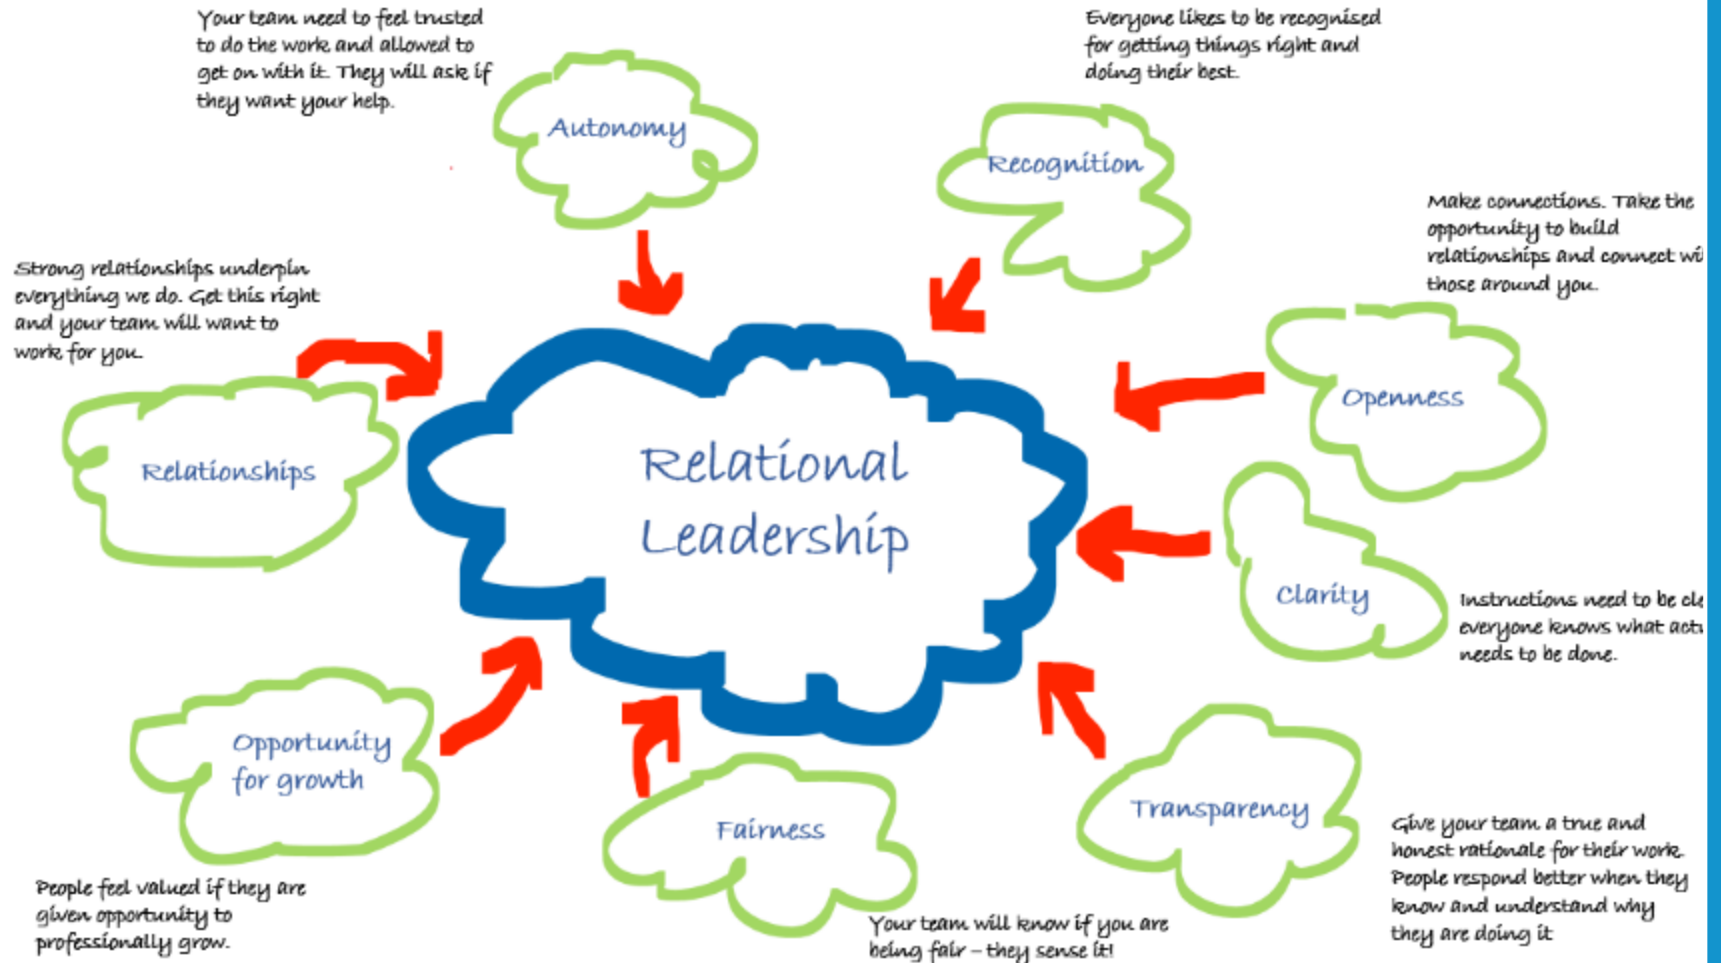 Your team need to feel trusted
to do the work and allowed to
get on with it. They will ask if
they want your help.
Autonomy
Everyone likes to be recognised
for getting things right and
doing their best.
Recognition
Make connections. Take the
opportunity to build
relationships and connect
those around you.
Openness
Strong relationships underpin
everything we do. Get this right
and your team will want to
work for you.
Relationships
Relational
Leadership
Clarity
Instructions need to be
everyone knows what
needs to be done.
Opportunity
for growth
People feel valued if they are
given opportunity to
professionally grow.
Fairness
Your team will know if you are
being fair – they sense it!
Transparency
Give your team a true and
honest rationale for their work.
People respond better when they
know and understand why
they are doing it